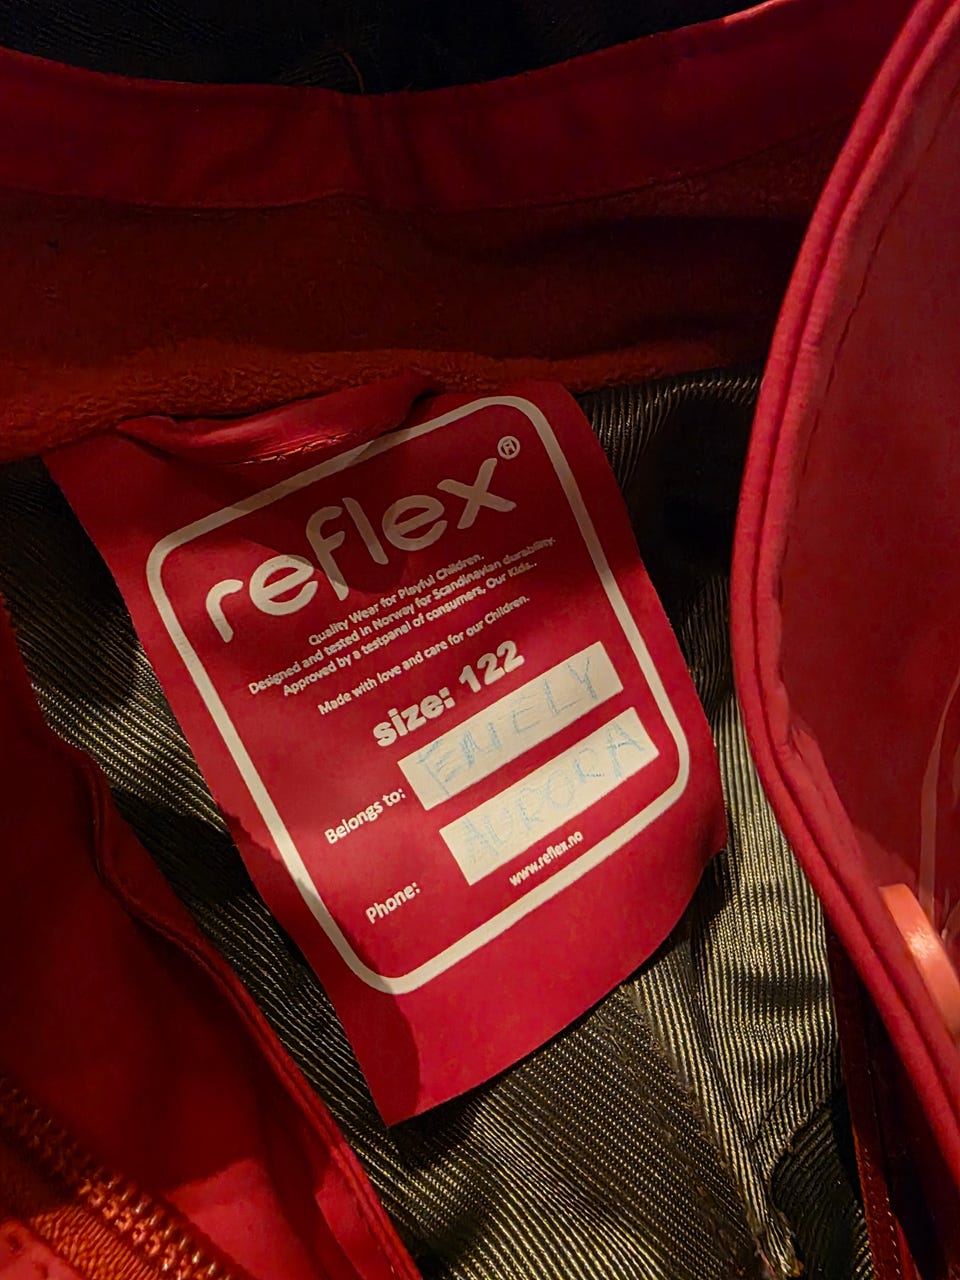 reflex®
Quality Wear for Playful Children.
Designed and tested in Norway for Scandinavian durability.
Approved by a testpanel of consumers, Our Kids..
Made with love and care for our Children.
size: 122
Belongs to: EMELY
AURORA
Phone:
www.reflex.no